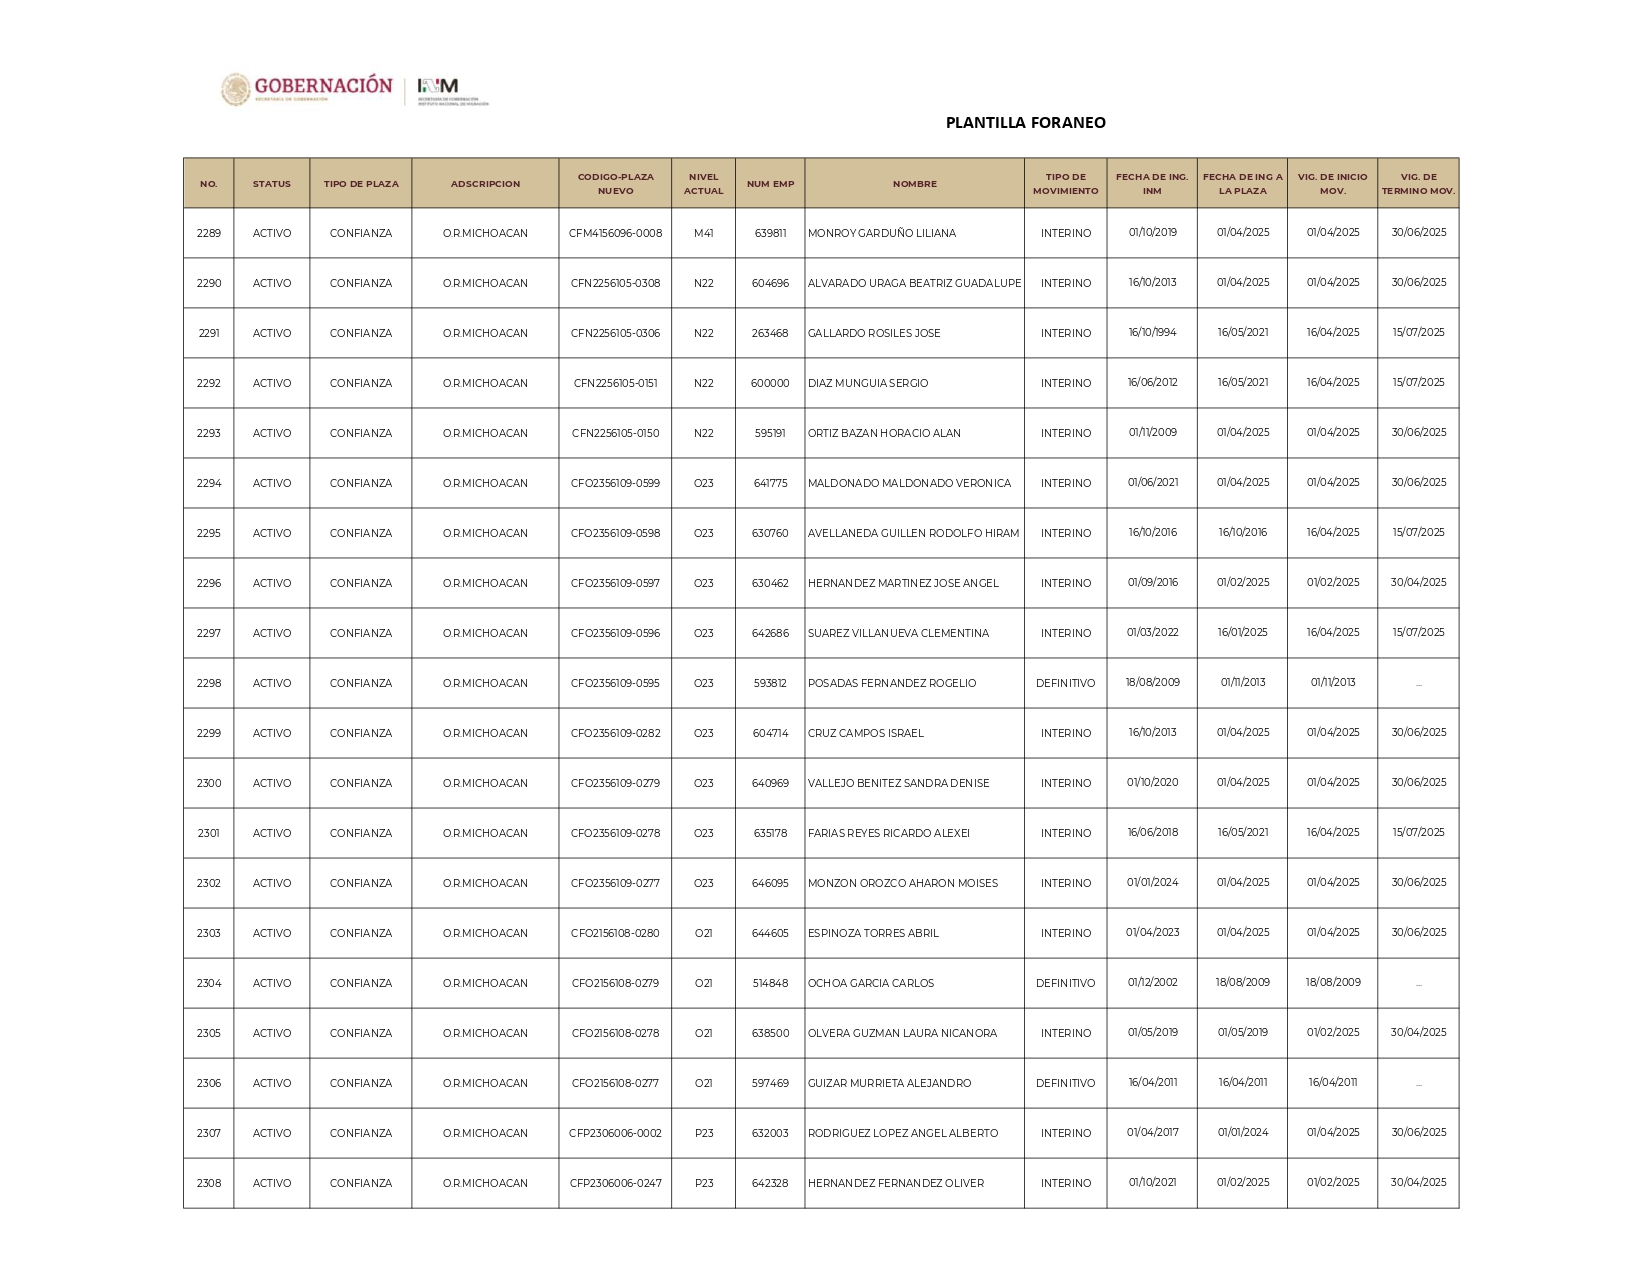 GOBERNACIÓN
SECRETARÍA DE GOBERNACIÓN
INM
SECRETARÍA DE GOBERNACIÓN
INSTITUTO NACIONAL DE MIGRACIÓN
PLANTILLA FORANEO
NO. STATUS TIPO DE PLAZA ADSCRIPCION CODIGO-PLAZA NUEVO NIVEL ACTUAL NUM EMP NOMBRE TIPO DE MOVIMIENTO FECHA DE ING. INM FECHA DE ING A LA PLAZA VIG. DE INICIO MOV. VIG. DE TERMINO MOV.
2289 ACTIVO CONFIANZA O.R.MICHOACAN CFM4156096-0008 M41 639811 MONROY GARDUÑO LILIANA INTERINO 01/10/2019 01/04/2025 01/04/2025 30/06/2025
2290 ACTIVO CONFIANZA O.R.MICHOACAN CFN2256105-0308 N22 604696 ALVARADO URAGA BEATRIZ GUADALUPE INTERINO 16/10/2013 01/04/2025 01/04/2025 30/06/2025
2291 ACTIVO CONFIANZA O.R.MICHOACAN CFN2256105-0306 N22 263468 GALLARDO ROSILES JOSE INTERINO 16/10/1994 16/05/2021 16/04/2025 15/07/2025
2292 ACTIVO CONFIANZA O.R.MICHOACAN CFN2256105-0151 N22 600000 DIAZ MUNGUIA SERGIO INTERINO 16/06/2012 16/05/2021 16/04/2025 15/07/2025
2293 ACTIVO CONFIANZA O.R.MICHOACAN CFN2256105-0150 N22 595191 ORTIZ BAZAN HORACIO ALAN INTERINO 01/11/2009 01/04/2025 01/04/2025 30/06/2025
2294 ACTIVO CONFIANZA O.R.MICHOACAN CFO2356109-0599 O23 641775 MALDONADO MALDONADO VERONICA INTERINO 01/06/2021 01/04/2025 01/04/2025 30/06/2025
2295 ACTIVO CONFIANZA O.R.MICHOACAN CFO2356109-0598 O23 630760 AVELLANEDA GUILLEN RODOLFO HIRAM INTERINO 16/10/2016 16/10/2016 16/04/2025 15/07/2025
2296 ACTIVO CONFIANZA O.R.MICHOACAN CFO2356109-0597 O23 630462 HERNANDEZ MARTINEZ JOSE ANGEL INTERINO 01/09/2016 01/02/2025 01/02/2025 30/04/2025
2297 ACTIVO CONFIANZA O.R.MICHOACAN CFO2356109-0596 O23 642686 SUAREZ VILLANUEVA CLEMENTINA INTERINO 01/03/2022 16/01/2025 16/04/2025 15/07/2025
2298 ACTIVO CONFIANZA O.R.MICHOACAN CFO2356109-0595 O23 593812 POSADAS FERNANDEZ ROGELIO DEFINITIVO 18/08/2009 01/11/2013 01/11/2013 ...
2299 ACTIVO CONFIANZA O.R.MICHOACAN CFO2356109-0282 O23 604714 CRUZ CAMPOS ISRAEL INTERINO 16/10/2013 01/04/2025 01/04/2025 30/06/2025
2300 ACTIVO CONFIANZA O.R.MICHOACAN CFO2356109-0279 O23 640969 VALLEJO BENITEZ SANDRA DENISE INTERINO 01/10/2020 01/04/2025 01/04/2025 30/06/2025
2301 ACTIVO CONFIANZA O.R.MICHOACAN CFO2356109-0278 O23 635178 FARIAS REYES RICARDO ALEXEI INTERINO 16/06/2018 16/05/2021 16/04/2025 15/07/2025
2302 ACTIVO CONFIANZA O.R.MICHOACAN CFO2356109-0277 O23 646095 MONZON OROZCO AHARON MOISES INTERINO 01/01/2024 01/04/2025 01/04/2025 30/06/2025
2303 ACTIVO CONFIANZA O.R.MICHOACAN CFO2156108-0280 O21 644605 ESPINOZA TORRES ABRIL INTERINO 01/04/2023 01/04/2025 01/04/2025 30/06/2025
2304 ACTIVO CONFIANZA O.R.MICHOACAN CFO2156108-0279 O21 514848 OCHOA GARCIA CARLOS DEFINITIVO 01/12/2002 18/08/2009 18/08/2009 ...
2305 ACTIVO CONFIANZA O.R.MICHOACAN CFO2156108-0278 O21 638500 OLVERA GUZMAN LAURA NICANORA INTERINO 01/05/2019 01/05/2019 01/02/2025 30/04/2025
2306 ACTIVO CONFIANZA O.R.MICHOACAN CFO2156108-0277 O21 597469 GUIZAR MURRIETA ALEJANDRO DEFINITIVO 16/04/2011 16/04/2011 16/04/2011 ...
2307 ACTIVO CONFIANZA O.R.MICHOACAN CFP2306006-0002 P23 632003 RODRIGUEZ LOPEZ ANGEL ALBERTO INTERINO 01/04/2017 01/01/2024 01/04/2025 30/06/2025
2308 ACTIVO CONFIANZA O.R.MICHOACAN CFP2306006-0247 P23 642328 HERNANDEZ FERNANDEZ OLIVER INTERINO 01/10/2021 01/02/2025 01/02/2025 30/04/2025